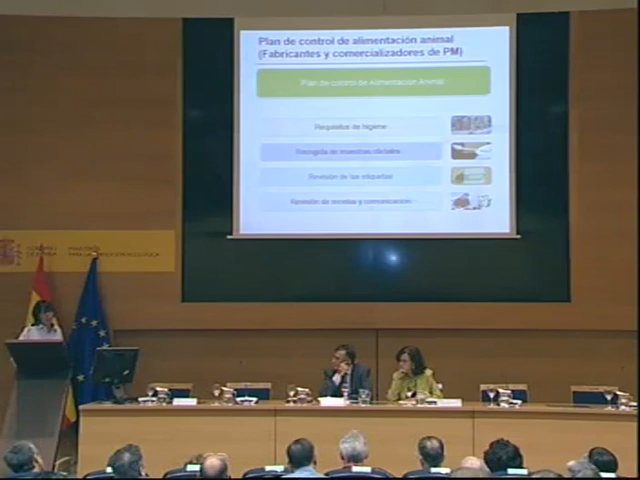 Plan de control de alimentación animal
(Fabricantes y comercializadores de PM)
Plan de control de Alimentación Animal
Requisitos de higiene
Recogida de muestras oficiales
Revisión de las etiquetas
Revisión de recetas y comunicación